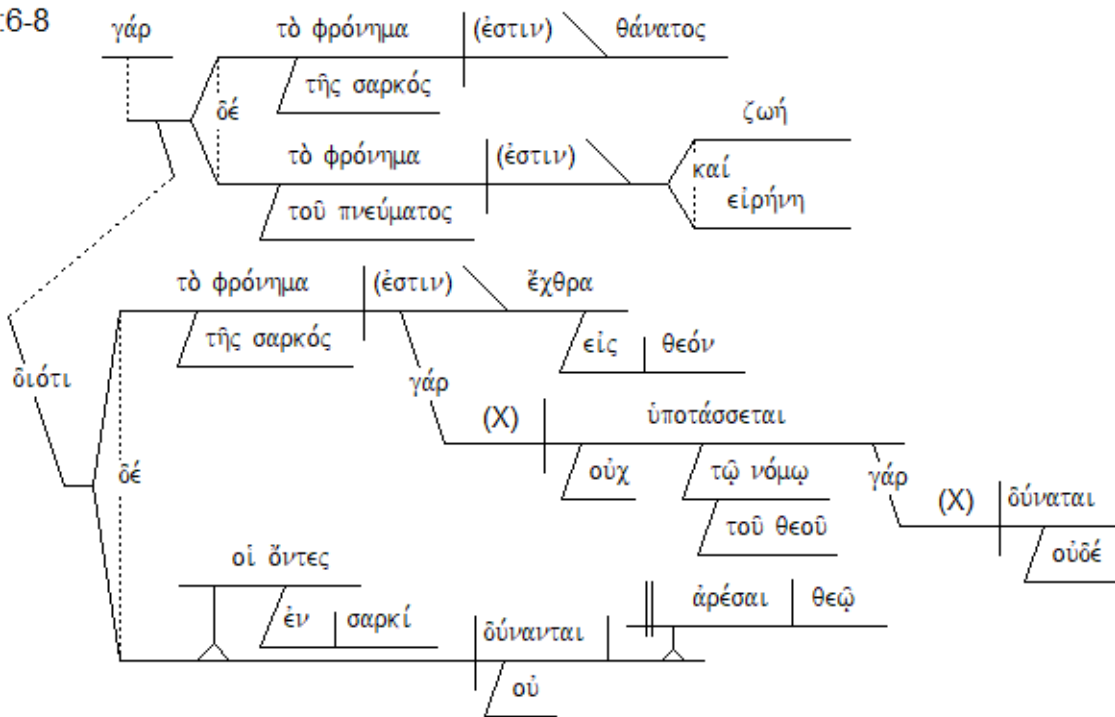 :6-8
γάρ τὸ φρόνημα (ἐστιν) θάνατος
τῆς σαρκός
δέ
ζωή
τὸ φρόνημα (ἐστιν)
καί
τοῦ πνεύματος
εἰρήνη
τὸ φρόνημα (ἐστιν) ἔχθρα
τῆς σαρκός εἰς θεόν
διότι
γάρ
(X) ὑποτάσσεται
δέ
οὐχ τῷ νόμῳ γάρ
(X) δύναται
τοῦ θεοῦ
οὐδέ
οἱ ὄντες
ἀρέσαι θεῷ
ἐν σαρκί δύνανται
οὐ